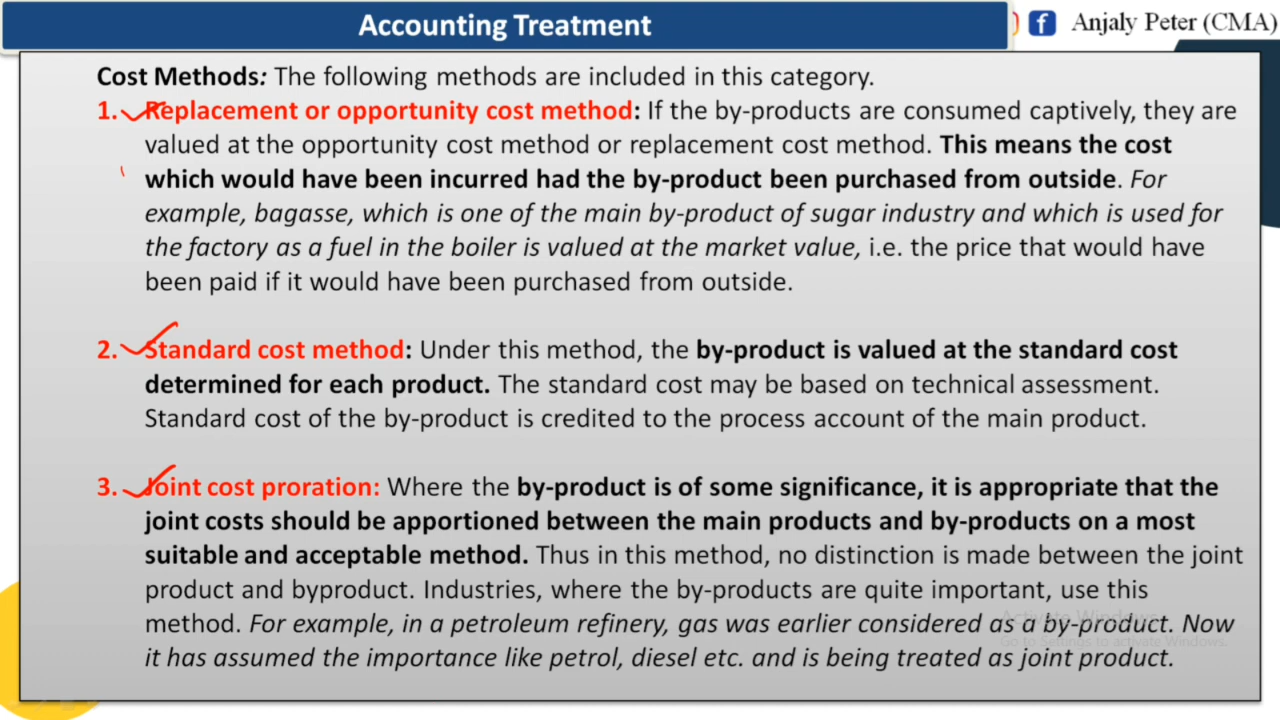 Accounting Treatment
Anjaly Peter (CMA)
Cost Methods: The following methods are included in this category.
1. Replacement or opportunity cost method: If the by-products are consumed captively, they are
valued at the opportunity cost method or replacement cost method. This means the cost
which would have been incurred had the by-product been purchased from outside. For
example, bagasse, which is one of the main by-product of sugar industry and which is used for
the factory as a fuel in the boiler is valued at the market value, i.e. the price that would have
been paid if it would have been purchased from outside.
2. Standard cost method: Under this method, the by-product is valued at the standard cost
determined for each product. The standard cost may be based on technical assessment.
Standard cost of the by-product is credited to the process account of the main product.
3. Joint cost proration: Where the by-product is of some significance, it is appropriate that the
joint costs should be apportioned between the main products and by-products on a most
suitable and acceptable method. Thus in this method, no distinction is made between the joint
product and byproduct. Industries, where the by-products are quite important, use this
method. For example, in a petroleum refinery, gas was earlier considered as a by-product. Now
it has assumed the importance like petrol, diesel etc. and is being treated as joint product.
Activate Windows
Go to Settings to activate Windows.